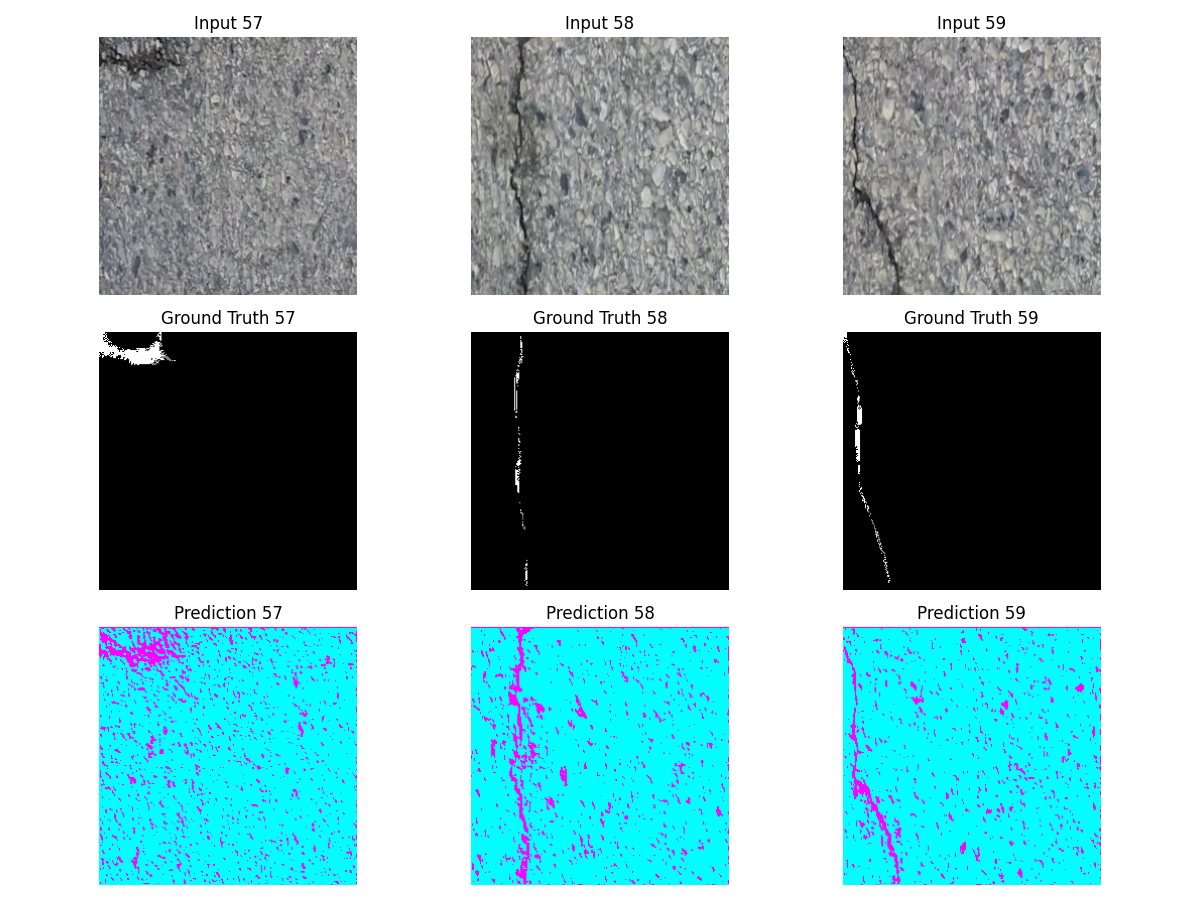 Input 57
Input 58
Input 59
Ground Truth 57
Ground Truth 58
Ground Truth 59
Prediction 57
Prediction 58
Prediction 59